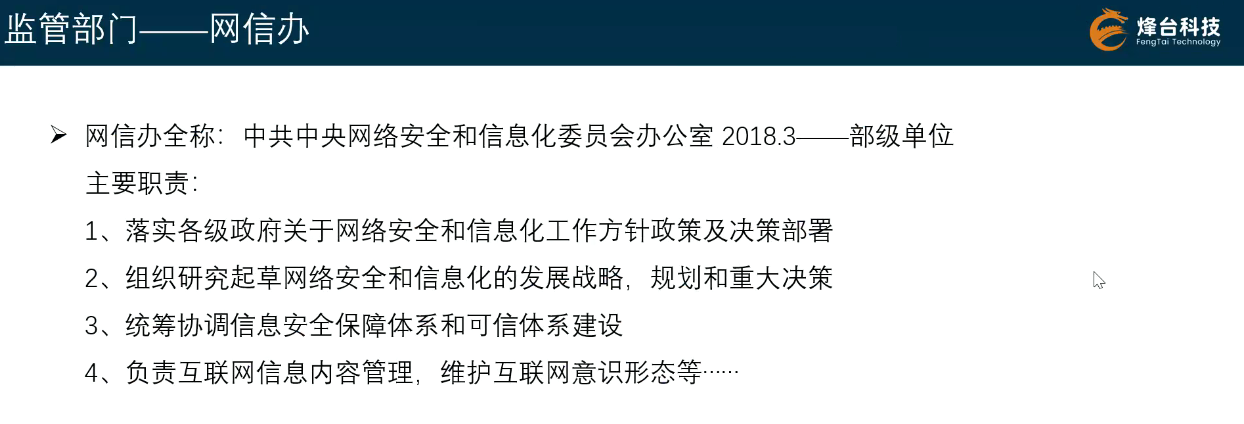 监管部门——网信办
烽台科技
FengTai Technology
➢ 网信办全称：中共中央网络安全和信息化委员会办公室 2018.3——部级单位
主要职责：
1、落实各级政府关于网络安全和信息化工作方针政策及决策部署
2、组织研究起草网络安全和信息化的发展战略，规划和重大决策
3、统筹协调信息安全保障体系和可信体系建设
4、负责互联网信息内容管理，维护互联网意识形态等……